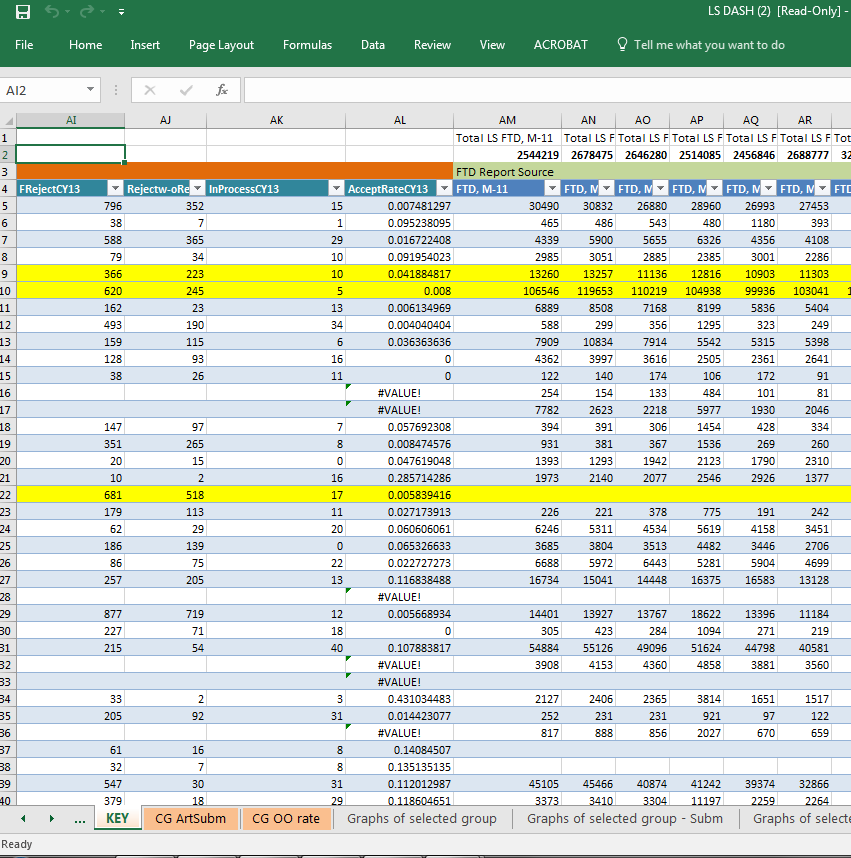 LS DASH (2) [Read-Only] -
File Home Insert Page Layout Formulas Data Review View ACROBAT Tell me what you want to do
AI2 fx
AI AJ AK AL AM AN AO AP AQ AR
1 Total LS FTD, M-11 Total LS F Total LS F Total LS F Total LS F Total LS F Tot
2 2544219 2678475 2646280 2514085 2456846 2688777 32
3 FTD Report Source
4 FRejectCY13 Rejectw-oRe InProcessCY13 AcceptRateCY13 FTD, M-11 FTD, M FTD, M FTD, M FTD, M FTD, M FTD
5 796 352 15 0.007481297 30490 30832 26880 28960 26993 27453
6 38 7 1 0.095238095 465 486 543 480 1180 393
7 588 365 29 0.016722408 4339 5900 5655 6326 4356 4108
8 79 34 10 0.091954023 2985 3051 2885 2385 3001 2286
9 366 223 10 0.041884817 13260 13257 11136 12816 10903 11303
10 620 245 5 0.008 106546 119653 110219 104938 99936 103041 1
11 162 23 13 0.006134969 6889 8508 7168 8199 5836 5404
12 493 190 34 0.004040404 588 299 356 1295 323 249
13 159 115 6 0.036363636 7909 10834 7914 5542 5315 5398
14 128 93 16 0 4362 3997 3616 2505 2361 2641
15 38 26 11 0 122 140 174 106 172 91
16 #VALUE! 254 154 133 484 101 81
17 #VALUE! 7782 2623 2218 5977 1930 2046
18 147 97 7 0.057692308 394 391 306 1454 428 334
19 351 265 8 0.008474576 931 381 367 1536 269 260
20 20 15 0 0.047619048 1393 1293 1942 2123 1790 2310
21 10 2 16 0.285714286 1973 2140 2077 2546 2926 1377
22 681 518 17 0.005839416
23 179 113 11 0.027173913 226 221 378 775 191 242
24 62 29 20 0.060606061 6246 5311 4534 5619 4158 3451
25 186 139 0 0.065326633 3685 3804 3513 4482 3446 2706
26 86 75 22 0.022727273 6688 5972 6443 5281 5904 4699
27 257 205 13 0.116838488 16734 15041 14448 16375 16583 13128
28 #VALUE!
29 877 719 12 0.005668934 14401 13927 13767 18622 13396 11184
30 227 71 18 0 305 423 284 1094 271 219
31 215 54 40 0.107883817 54884 55126 49096 51624 44798 40581
32 #VALUE! 3908 4153 4360 4858 3881 3560
33 #VALUE!
34 33 2 3 0.431034483 2127 2406 2365 3814 1651 1517
35 205 92 31 0.014423077 252 231 231 921 97 122
36 #VALUE! 817 888 856 2027 670 659
37 61 16 8 0.14084507
38 32 7 8 0.135135135
39 547 30 31 0.112012987 45105 45466 40874 41242 39374 32866
40 379 18 29 0.118604651 3373 3410 3304 11197 2259 2264
... KEY CG ArtSubm CG OO rate Graphs of selected group Graphs of selected group - Subm Graphs of selecte
Ready